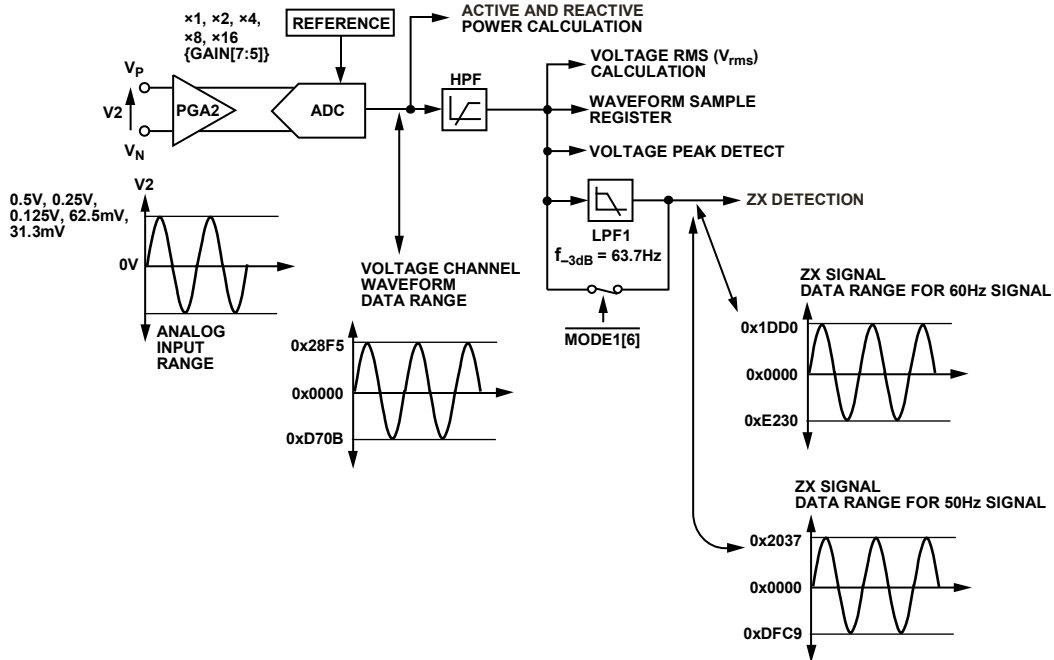 ×1, ×2, ×4,
×8, ×16
{GAIN[7:5]}
REFERENCE
ACTIVE AND REACTIVE
POWER CALCULATION
VP
V2
VN
PGA2
ADC
HPF
VOLTAGE RMS (Vrms)
CALCULATION
WAVEFORM SAMPLE
REGISTER
VOLTAGE PEAK DETECT
ZX DETECTION
LPF1
f–3dB = 63.7Hz
MODE1[6]
V2
0.5V, 0.25V,
0.125V, 62.5mV,
31.3mV
0V
ANALOG
INPUT
RANGE
VOLTAGE CHANNEL
WAVEFORM
DATA RANGE
0x28F5
0x0000
0xD70B
ZX SIGNAL
DATA RANGE FOR 60Hz SIGNAL
0x1DD0
0x0000
0xE230
ZX SIGNAL
DATA RANGE FOR 50Hz SIGNAL
0x2037
0x0000
0xDFC9